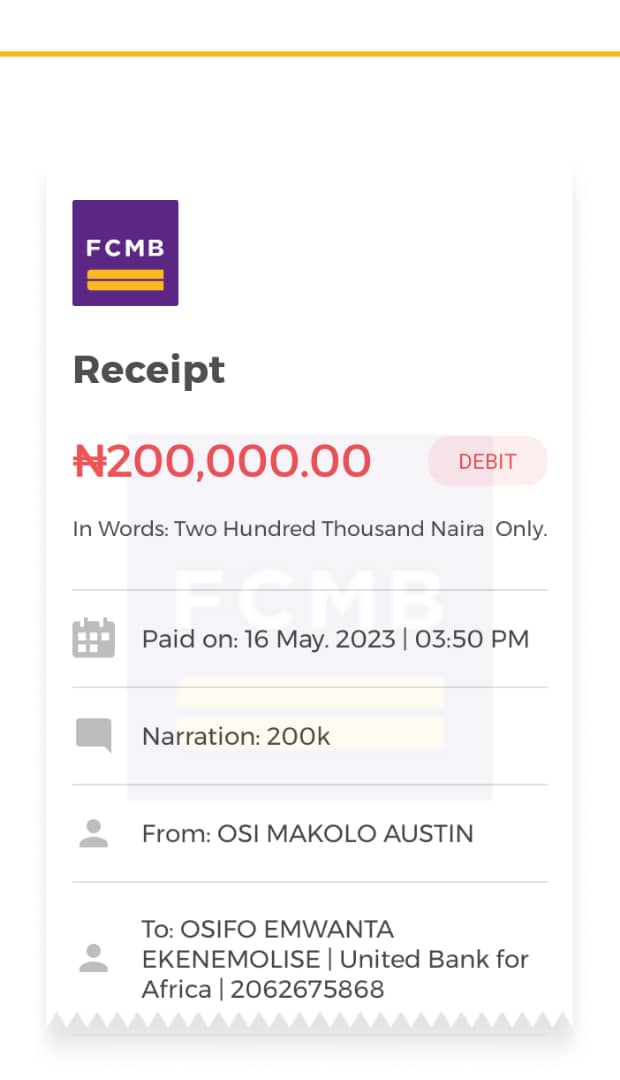 FCMB
Receipt
₦200,000.00
DEBIT
In Words: Two Hundred Thousand Naira Only.
FCMB
Paid on: 16 May. 2023 | 03:50 PM
Narration: 200k
From: OSI MAKOLO AUSTIN
To: OSIFO EMWANTA
EKENEMOLISE | United Bank for
Africa | 2062675868